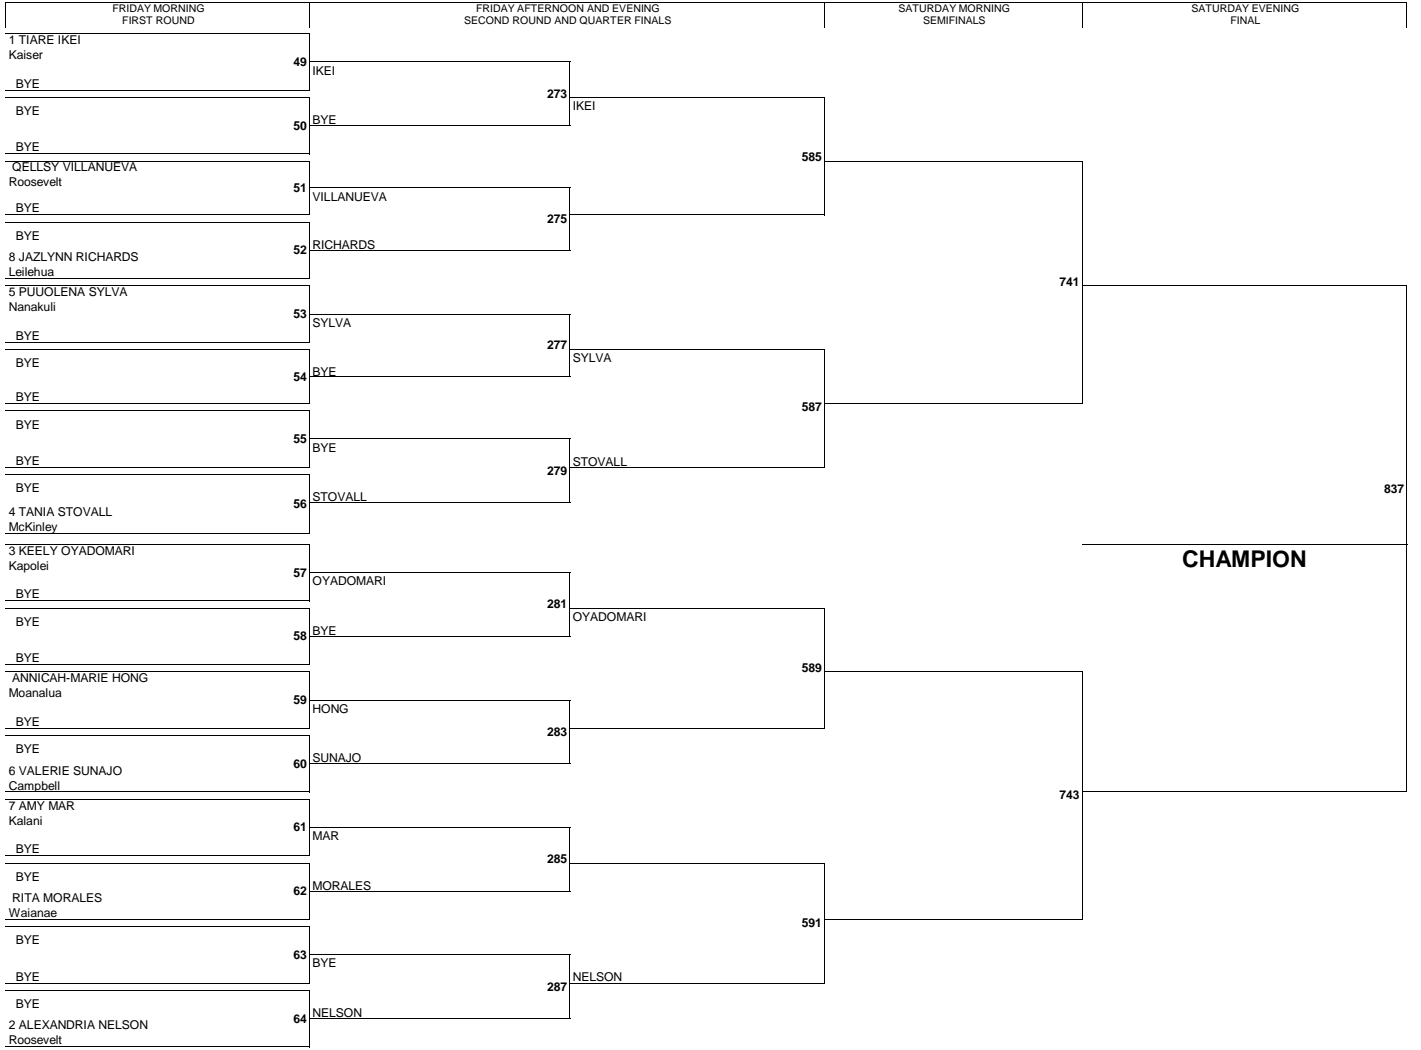 FRIDAY MORNING
FIRST ROUND
FRIDAY AFTERNOON AND EVENING
SECOND ROUND AND QUARTER FINALS
SATURDAY MORNING
SEMIFINALS
SATURDAY EVENING
FINAL
1 TIARE IKEI
Kaiser
49
BYE
IKEI
273
BYE
50
BYE
BYE
IKEI
585
QELLSY VILLANUEVA
Roosevelt
51
BYE
VILLANUEVA
275
BYE
52
8 JAZLYNN RICHARDS
Leilehua
RICHARDS
741
5 PUUOLENA SYLVA
Nanakuli
53
BYE
SYLVA
277
BYE
54
BYE
BYE
SYLVA
587
BYE
55
BYE
BYE
279
STOVALL
BYE
56
4 TANIA STOVALL
McKinley
STOVALL
837
CHAMPION
3 KEELY OYADOMARI
Kapolei
57
BYE
OYADOMARI
281
BYE
58
BYE
BYE
OYADOMARI
589
ANNICAH-MARIE HONG
Moanalua
59
BYE
HONG
283
BYE
60
6 VALERIE SUNAJO
Campbell
SUNAJO
743
7 AMY MAR
Kalani
61
BYE
MAR
285
BYE
62
RITA MORALES
Waianae
MORALES
591
BYE
63
BYE
BYE
287
NELSON
BYE
64
2 ALEXANDRIA NELSON
Roosevelt
NELSON